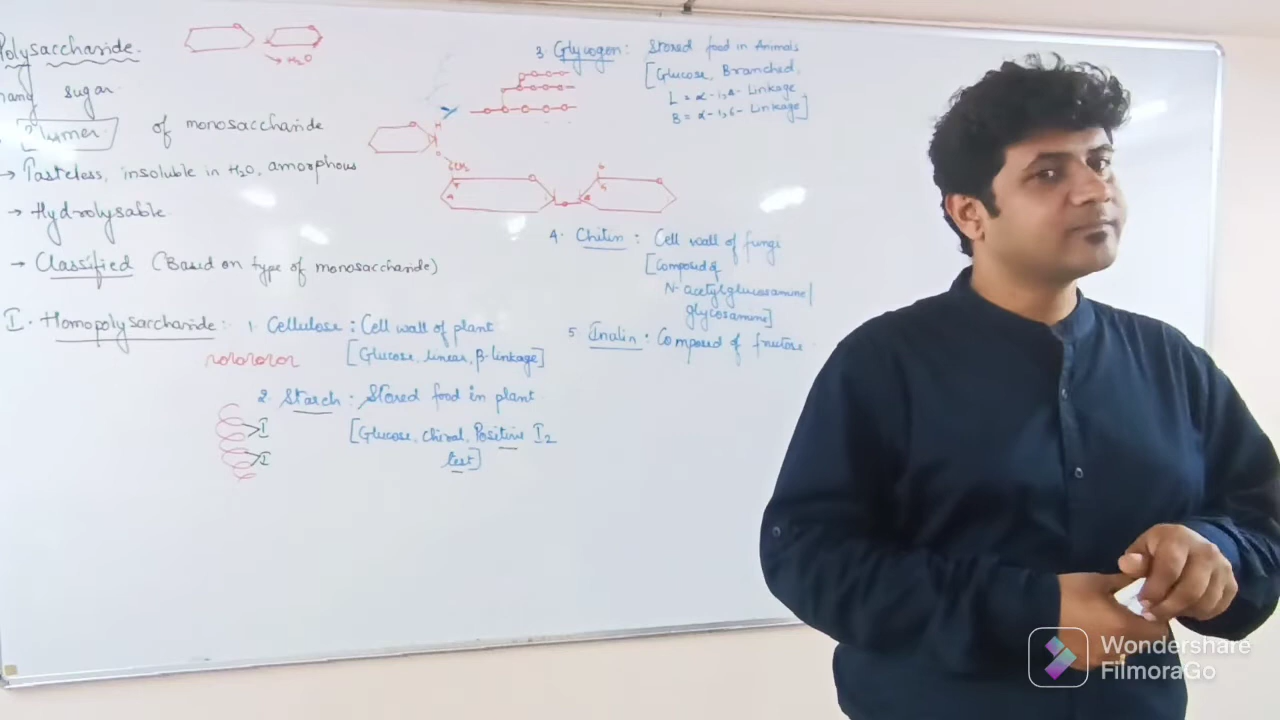 Polysaccharide.
many sugar.
Polymer of monosaccharide
→ Tasteless, insoluble in H₂O, amorphous
→ Hydrolysable
→ Classified (Based on type of monosaccharide)
I. Homopolysaccharide: 1. Cellulose: Cell wall of plant
[Glucose, linear, β-linkage]
2. Starch: Stored food in plant
[Glucose, chiral, Positive I₂
test]
I
I
→ H₂O
3. Glycogen: Stored food in Animals
[Glucose, Branched,
L = α-1,4- Linkage
B = α-1,6- Linkage]
H
O
6CH₂
4. Chitin: Cell wall of fungi
[Composed of
N-acetylglucosamine/
glycosamine]
5. Inulin: Composed of frutose
Wondershare
FilmoraGo